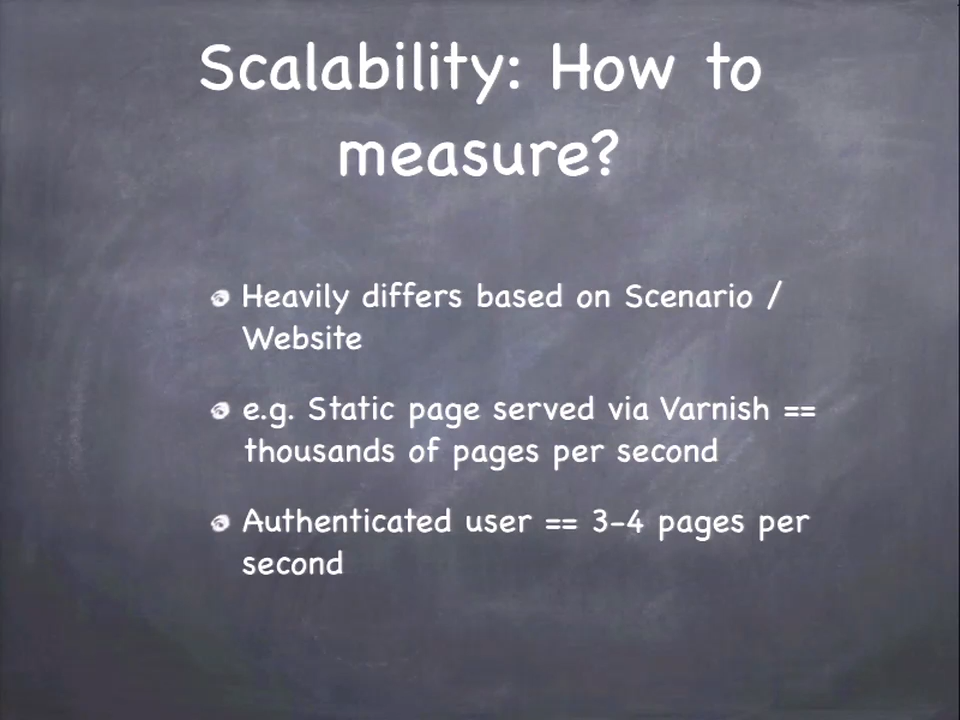 Scalability: How to
measure?
Heavily differs based on Scenario /
Website
e.g. Static page served via Varnish ==
thousands of pages per second
Authenticated user == 3-4 pages per
second